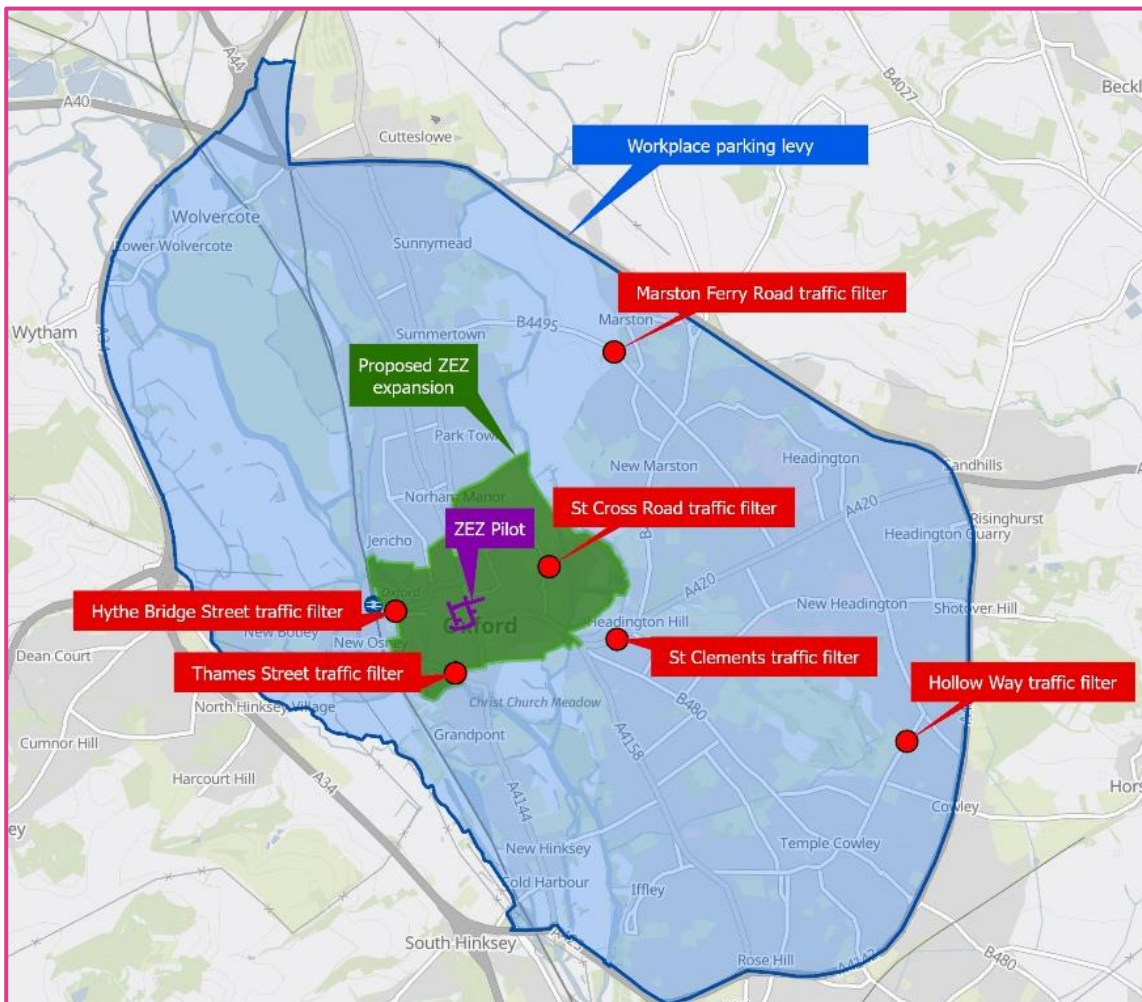 A44
A40
Cutteslowe
B4027
Workplace parking levy
Wolvercote
Lower Wolvercote
Sunnymead
Marston Ferry Road traffic filter
Wytham
A34
B4495
Marston
Summertown
Proposed ZEZ
expansion
Park Town
New Marston
Headington
Sandhills
Norham Manor
St Cross Road traffic filter
A420
Risinghurst
ZEZ Pilot
Jericho
Headington
Quarry
A420
Oxford
Hythe Bridge Street traffic filter
New Headington
Shotover Hill
Oxford
Headington Hill
New Botley
New Osney
Dean Court
St Clements traffic filter
Thames Street traffic filter
Hollow Way traffic filter
B480
Christ Church Meadow
North Hinksey Village
Grandpont
A4158
Cumnor Hill
Harcourt Hill
A34
A4144
Cowley
New Hinksey
Temple Cowley
Cold Harbour
Iffley
South Hinksey
A423
Rose Hill
A4142
B480